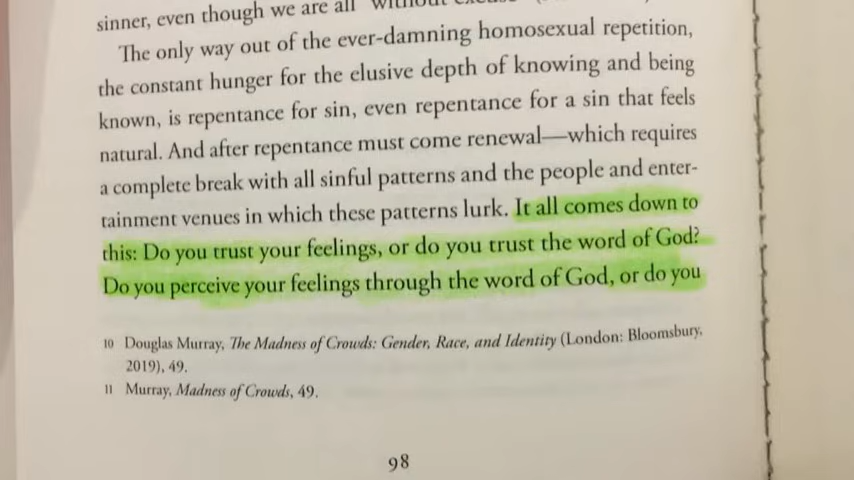 sinner, even though we are all "without
The only way out of the ever-damning homosexual repetition,
the constant hunger for the elusive depth of knowing and being
known, is repentance for sin, even repentance for a sin that feels
natural. And after repentance must come renewal—which requires
a complete break with all sinful patterns and the people and enter-
tainment venues in which these patterns lurk. It all comes down to
this: Do you trust your feelings, or do you trust the word of God?
Do you perceive your feelings through the word of God, or do you
10 Douglas Murray, The Madness of Crowds: Gender, Race, and Identity (London: Bloomsbury,
2019), 49.
11 Murray, Madness of Crowds, 49.
98